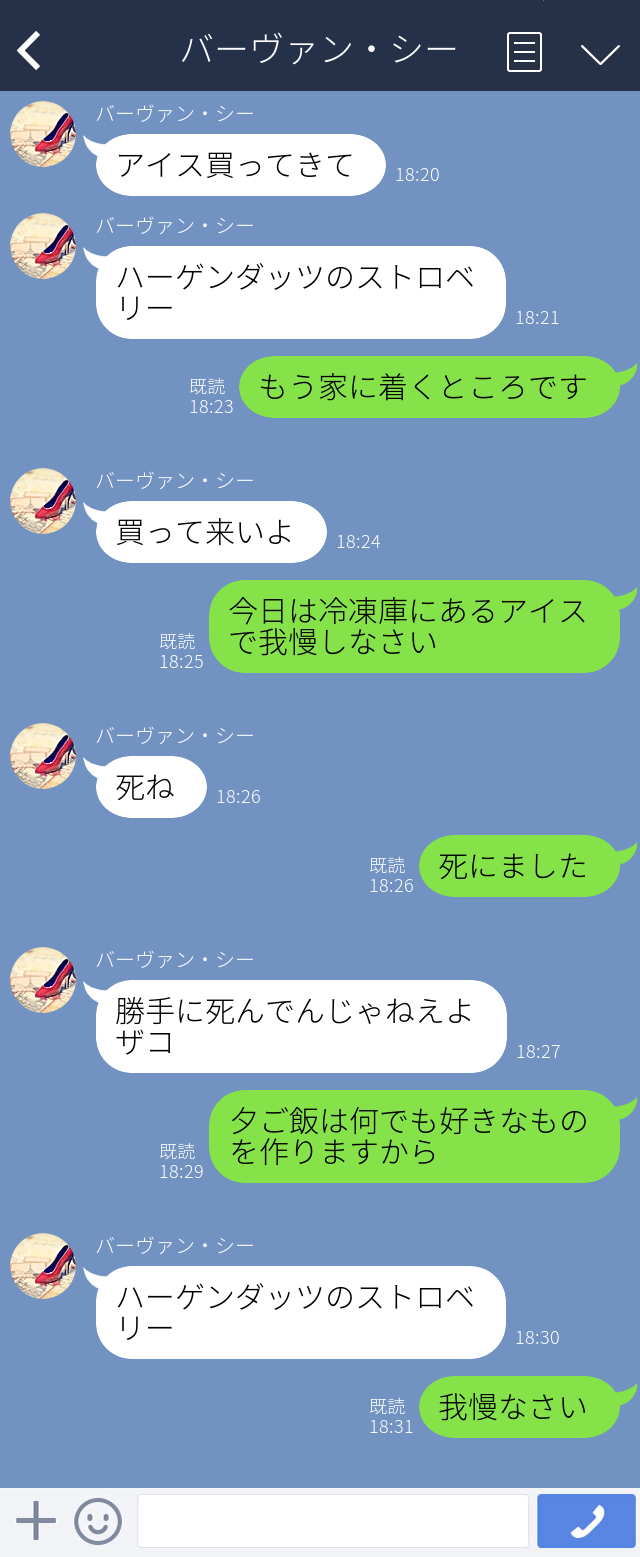 バーヴァン・シー
バーヴァン・シー
アイス買ってきて
18:20
バーヴァン・シー
ハーゲンダッツのストロベ
リー
18:21
もう家に着くところです
既読
18:23
バーヴァン・シー
買って来いよ
18:24
今日は冷凍庫にあるアイス
で我慢しなさい
既読
18:25
バーヴァン・シー
死ね
18:26
死にました
既読
18:26
バーヴァン・シー
勝手に死んでんじゃねえよ
ザコ
18:27
夕ご飯は何でも好きなもの
を作りますから
既読
18:29
バーヴァン・シー
ハーゲンダッツのストロベ
リー
18:30
我慢なさい
既読
18:31